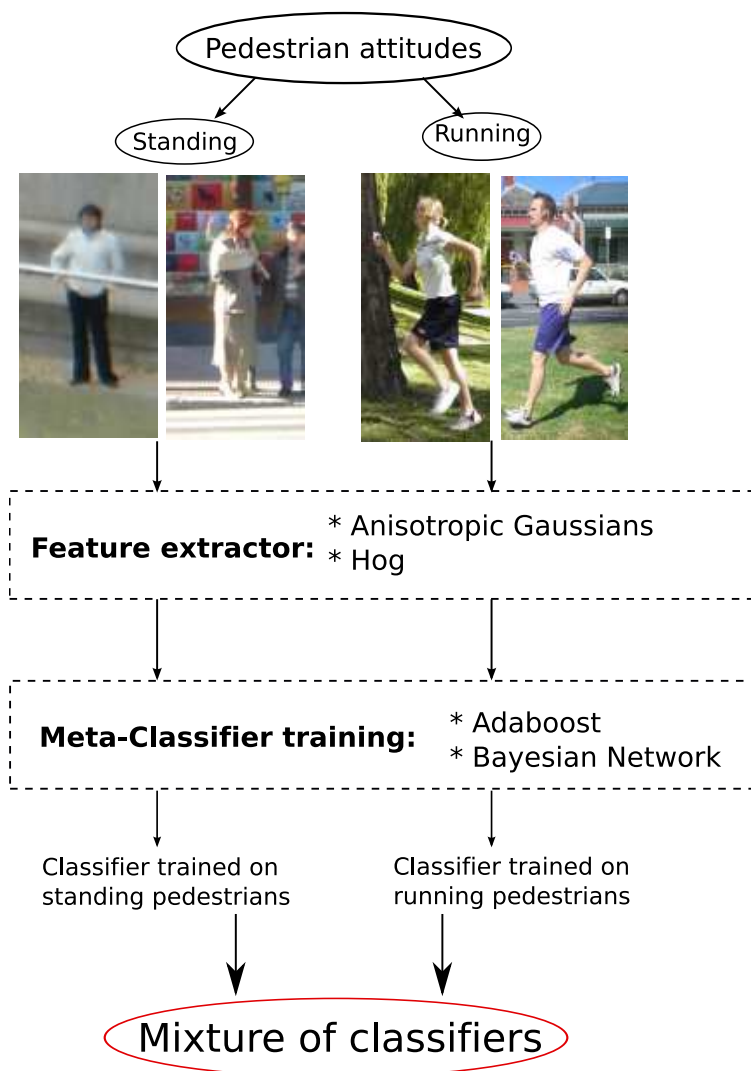 Pedestrian attitudes
Standing
Running
Feature extractor:
* Anisotropic Gaussians
* Hog
Meta-Classifier training:
* Adaboost
* Bayesian Network
Classifier trained on
standing pedestrians
Classifier trained on
running pedestrians
Mixture of classifiers